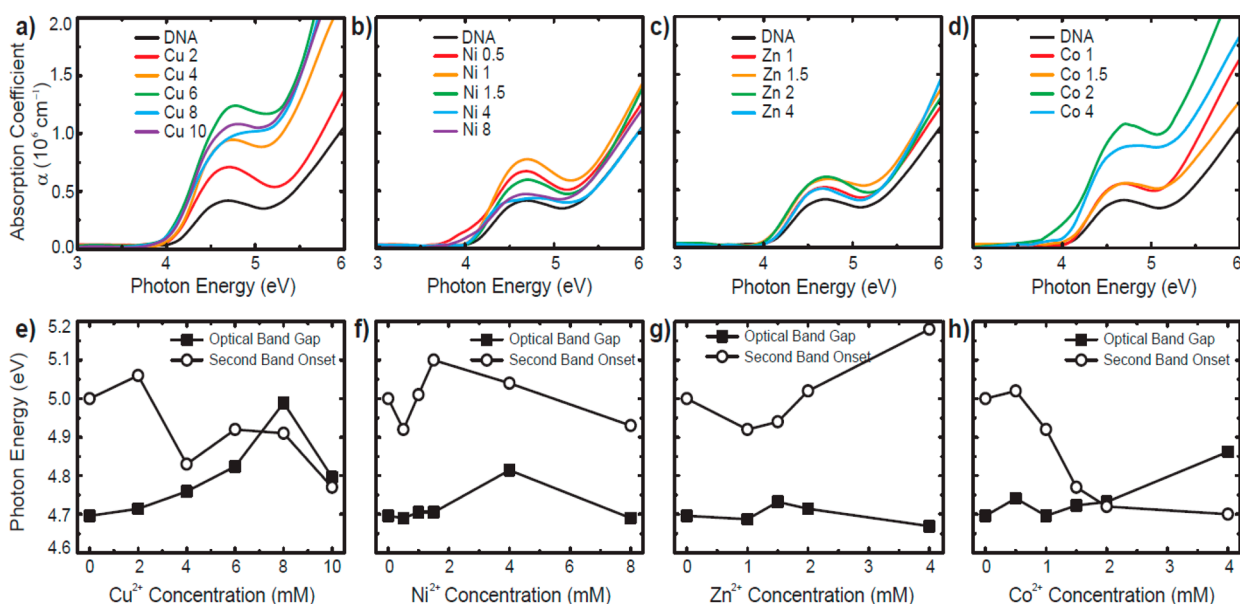 a)
DNA
Cu 2
Cu 4
Cu 6
Cu 8
Cu 10
2.0
1.5
1.0
0.5
0.0
Absorption Coefficient
α (10⁶ cm⁻¹)
3 4 5 6
Photon Energy (eV)
b)
DNA
Ni 0.5
Ni 1
Ni 1.5
Ni 4
Ni 8
3 4 5 6
Photon Energy (eV)
c)
DNA
Zn 1
Zn 1.5
Zn 2
Zn 4
3 4 5 6
Photon Energy (eV)
d)
DNA
Co 1
Co 1.5
Co 2
Co 4
3 4 5 6
Photon Energy (eV)
e)
Optical Band Gap
Second Band Onset
5.2
5.1
5.0
4.9
4.8
4.7
4.6
Photon Energy (eV)
0 2 4 6 8 10
Cu²⁺ Concentration (mM)
f)
Optical Band Gap
Second Band Onset
0 2 4 6 8
Ni²⁺ Concentration (mM)
g)
Optical Band Gap
Second Band Onset
0 1 2 3 4
Zn²⁺ Concentration (mM)
h)
Optical Band Gap
Second Band Onset
0 1 2 3 4
Co²⁺ Concentration (mM)